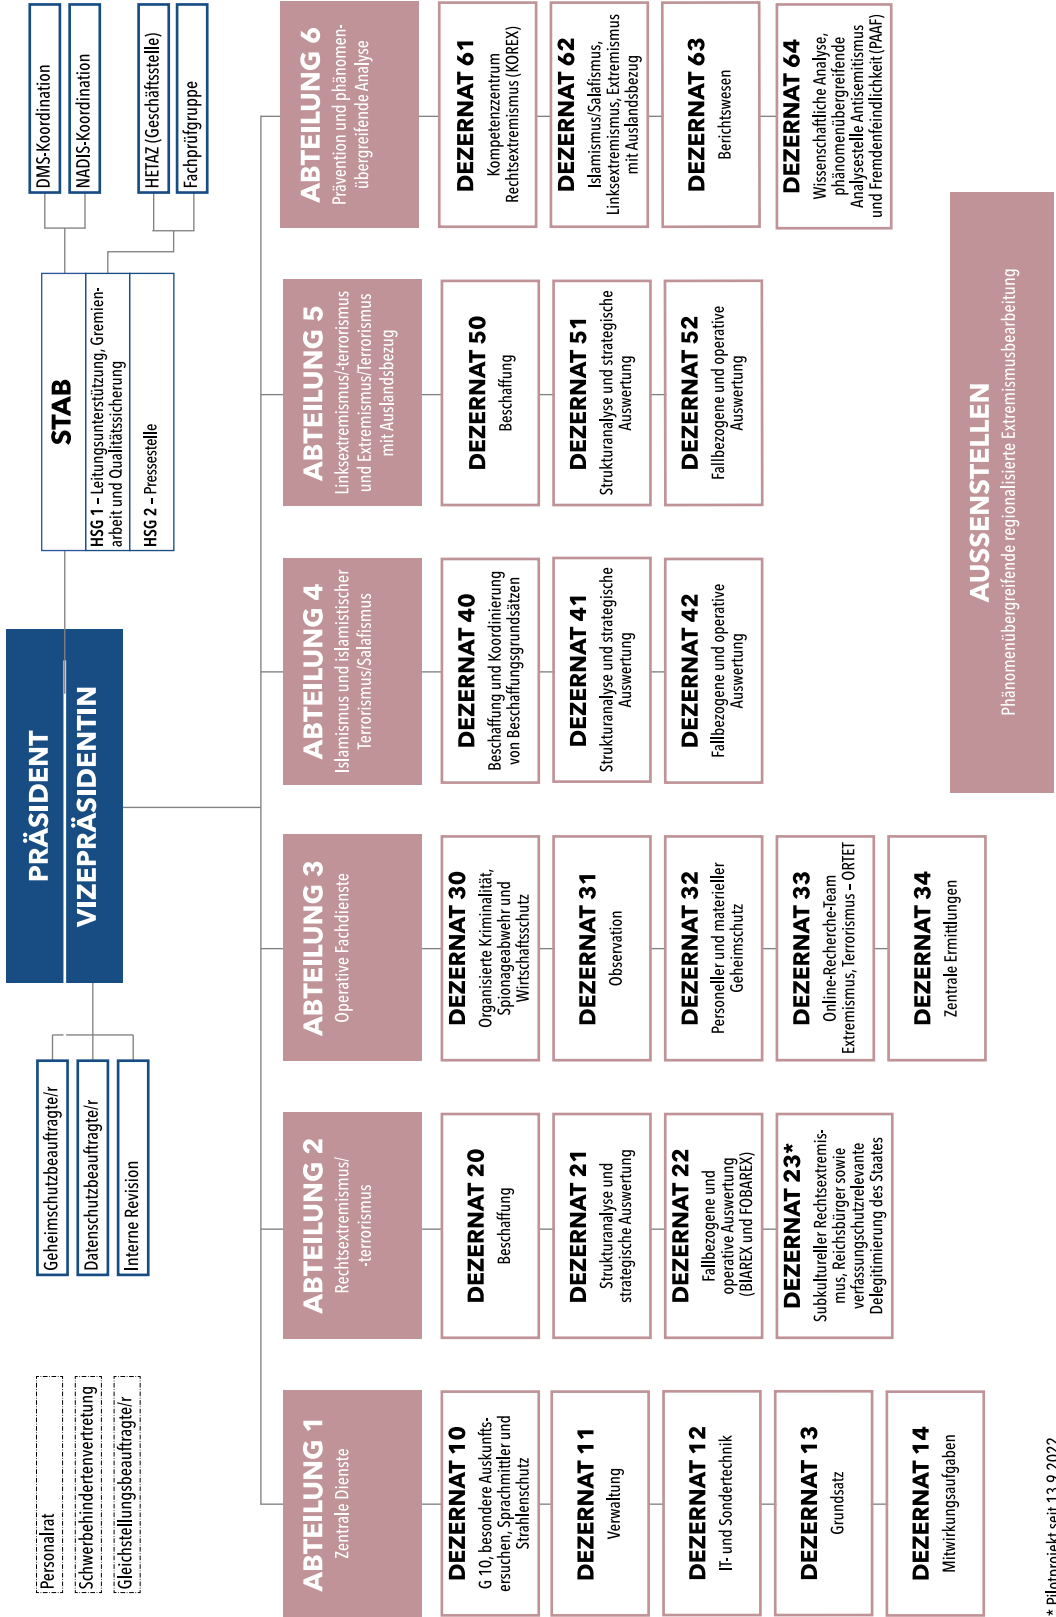 PRÄSIDENT
VIZEPRÄSIDENTIN
Personalrat
Schwerbehindertenvertretung
Gleichstellungsbeauftragte/r
Geheimschutzbeauftragte/r
Datenschutzbeauftragte/r
Interne Revision
STAB
HSG 1 – Leitungsunterstützung, Gremien-
arbeit und Qualitätssicherung
HSG 2 – Pressestelle
DMS-Koordination
NADIS-Koordination
HETAZ (Geschäftsstelle)
Fachprüfgruppe
ABTEILUNG 1
Zentrale Dienste
DEZERNAT 10
G 10, besondere Auskunfts-
ersuchen, Sprachmittler und
Strahlenschutz
DEZERNAT 11
Verwaltung
DEZERNAT 12
IT- und Sondertechnik
DEZERNAT 13
Grundsatz
DEZERNAT 14
Mitwirkungsaufgaben
ABTEILUNG 2
Rechtsextremismus/
-terrorismus
DEZERNAT 20
Beschaffung
DEZERNAT 21
Strukturanalyse und
strategische Auswertung
DEZERNAT 22
Fallbezogene und
operative Auswertung
(BIAREX und FOBAREX)
DEZERNAT 23*
Subkultureller Rechtsextremis-
mus, Reichsbürger sowie
verfassungschutzrelevante
Delegitimierung des Staates
ABTEILUNG 3
Operative Fachdienste
DEZERNAT 30
Organisierte Kriminalität,
Spionageabwehr und
Wirtschaftsschutz
DEZERNAT 31
Observation
DEZERNAT 32
Personeller und materieller
Geheimschutz
DEZERNAT 33
Online-Recherche-Team
Extremismus, Terrorismus – ORTET
DEZERNAT 34
Zentrale Ermittlungen
ABTEILUNG 4
Islamismus und islamistischer
Terrorismus/Salafismus
DEZERNAT 40
Beschaffung und Koordinierung
von Beschaffungsgrundsätzen
DEZERNAT 41
Strukturanalyse und strategische
Auswertung
DEZERNAT 42
Fallbezogene und operative
Auswertung
ABTEILUNG 5
Linksextremismus/-terrorismus
und Extremismus/Terrorismus
mit Auslandsbezug
DEZERNAT 50
Beschaffung
DEZERNAT 51
Strukturanalyse und strategische
Auswertung
DEZERNAT 52
Fallbezogene und operative
Auswertung
ABTEILUNG 6
Prävention und phänomen-
übergreifende Analyse
DEZERNAT 61
Kompetenzzentrum
Rechtsextremismus (KOREX)
DEZERNAT 62
Islamismus/Salafismus,
Linksextremismus, Extremismus
mit Auslandsbezug
DEZERNAT 63
Berichtswesen
DEZERNAT 64
Wissenschaftliche Analyse,
phänomenübergreifende
Analysestelle Antisemitismus
und Fremdenfeindlichkeit (PAAF)
AUSSENSTELLEN
Phänomenübergreifende regionalisierte Extremismusbearbeitung
* Pilotprojekt seit 13.9.2022